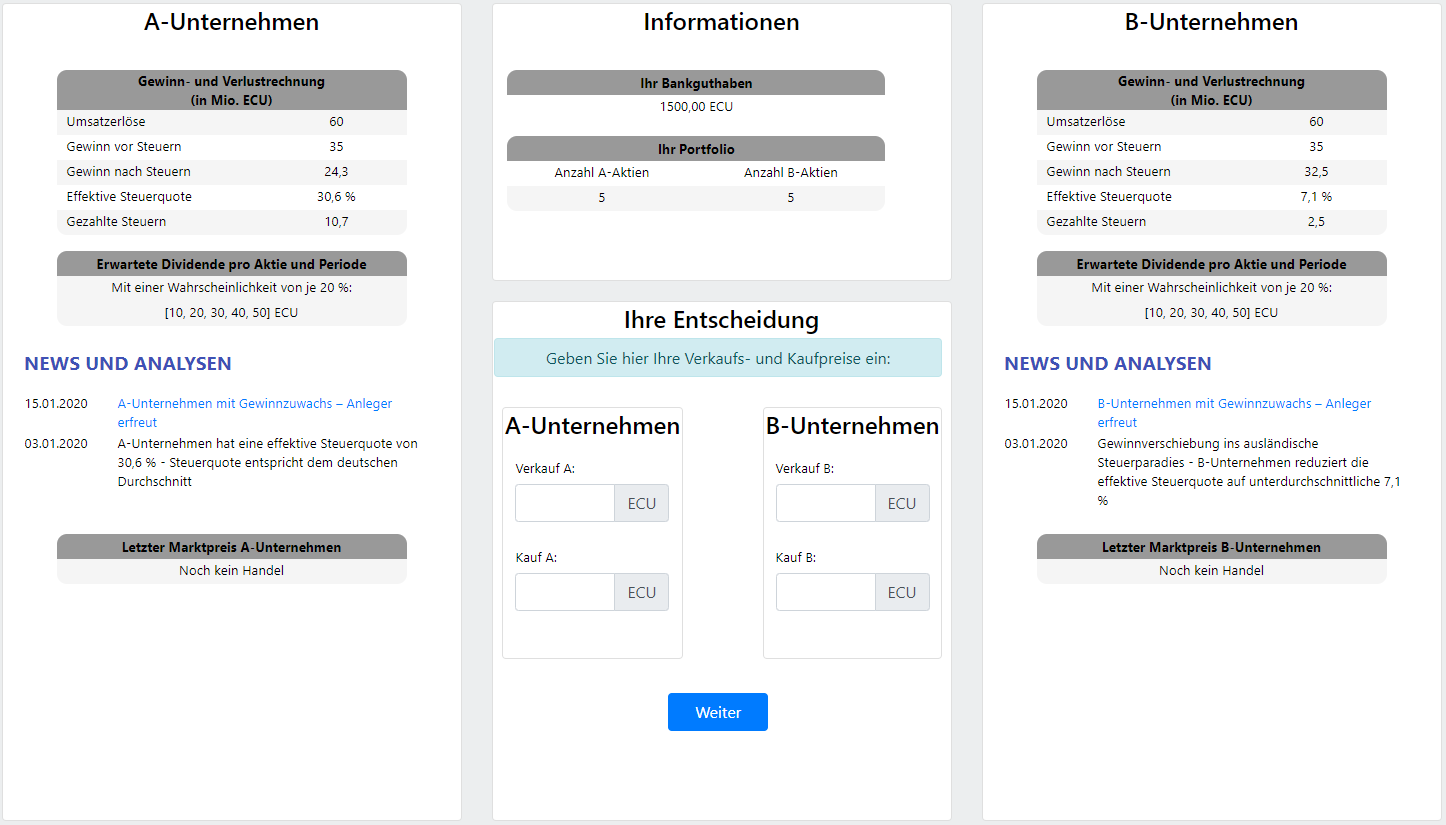 A-Unternehmen
Gewinn- und Verlustrechnung
(in Mio. ECU)
Umsatzerlöse 60
Gewinn vor Steuern 35
Gewinn nach Steuern 24,3
Effektive Steuerquote 30,6 %
Gezahlte Steuern 10,7
Erwartete Dividende pro Aktie und Periode
Mit einer Wahrscheinlichkeit von je 20 %:
[10, 20, 30, 40, 50] ECU
NEWS UND ANALYSEN
15.01.2020 A-Unternehmen mit Gewinnzuwachs – Anleger
erfreut
03.01.2020 A-Unternehmen hat eine effektive Steuerquote von
30,6 % - Steuerquote entspricht dem deutschen
Durchschnitt
Letzter Marktpreis A-Unternehmen
Noch kein Handel
Informationen
Ihr Bankguthaben
1500,00 ECU
Ihr Portfolio
Anzahl A-Aktien Anzahl B-Aktien
5 5
Ihre Entscheidung
Geben Sie hier Ihre Verkaufs- und Kaufpreise ein:
A-Unternehmen
Verkauf A:
ECU
Kauf A:
ECU
B-Unternehmen
Verkauf B:
ECU
Kauf B:
ECU
Weiter
B-Unternehmen
Gewinn- und Verlustrechnung
(in Mio. ECU)
Umsatzerlöse 60
Gewinn vor Steuern 35
Gewinn nach Steuern 32,5
Effektive Steuerquote 7,1 %
Gezahlte Steuern 2,5
Erwartete Dividende pro Aktie und Periode
Mit einer Wahrscheinlichkeit von je 20 %:
[10, 20, 30, 40, 50] ECU
NEWS UND ANALYSEN
15.01.2020 B-Unternehmen mit Gewinnzuwachs – Anleger
erfreut
03.01.2020 Gewinnverschiebung ins ausländische
Steuerparadies - B-Unternehmen reduziert die
effektive Steuerquote auf unterdurchschnittliche 7,1
%
Letzter Marktpreis B-Unternehmen
Noch kein Handel